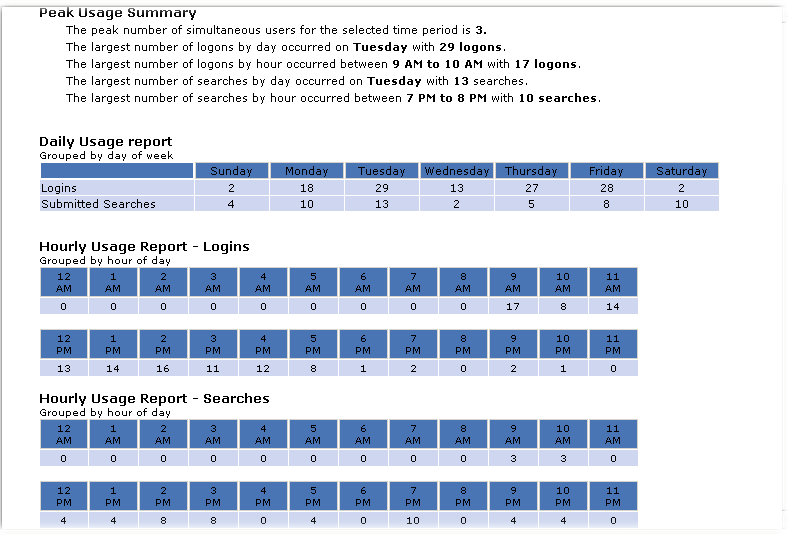 Peak Usage Summary
The peak number of simultaneous users for the selected time period is 3.
The largest number of logons by day occurred on Tuesday with 29 logons.
The largest number of logons by hour occurred between 9 AM to 10 AM with 17 logons.
The largest number of searches by day occurred on Tuesday with 13 searches.
The largest number of searches by hour occurred between 7 PM to 8 PM with 10 searches.
Daily Usage report
Grouped by day of week
Sunday Monday Tuesday Wednesday Thursday Friday Saturday
Logins 2 18 29 13 27 28 2
Submitted Searches 4 10 13 2 5 8 10
Hourly Usage Report - Logins
Grouped by hour of day
12 1 2 3 4 5 6 7 8 9 10 11
AM AM AM AM AM AM AM AM AM AM AM AM
0 0 0 0 0 0 0 0 0 17 8 14
12 1 2 3 4 5 6 7 8 9 10 11
PM PM PM PM PM PM PM PM PM PM PM PM
13 14 16 11 12 8 1 2 0 2 1 0
Hourly Usage Report - Searches
Grouped by hour of day
12 1 2 3 4 5 6 7 8 9 10 11
AM AM AM AM AM AM AM AM AM AM AM AM
0 0 0 0 0 0 0 0 0 3 3 0
12 1 2 3 4 5 6 7 8 9 10 11
PM PM PM PM PM PM PM PM PM PM PM PM
4 4 8 8 0 4 0 10 0 4 4 0